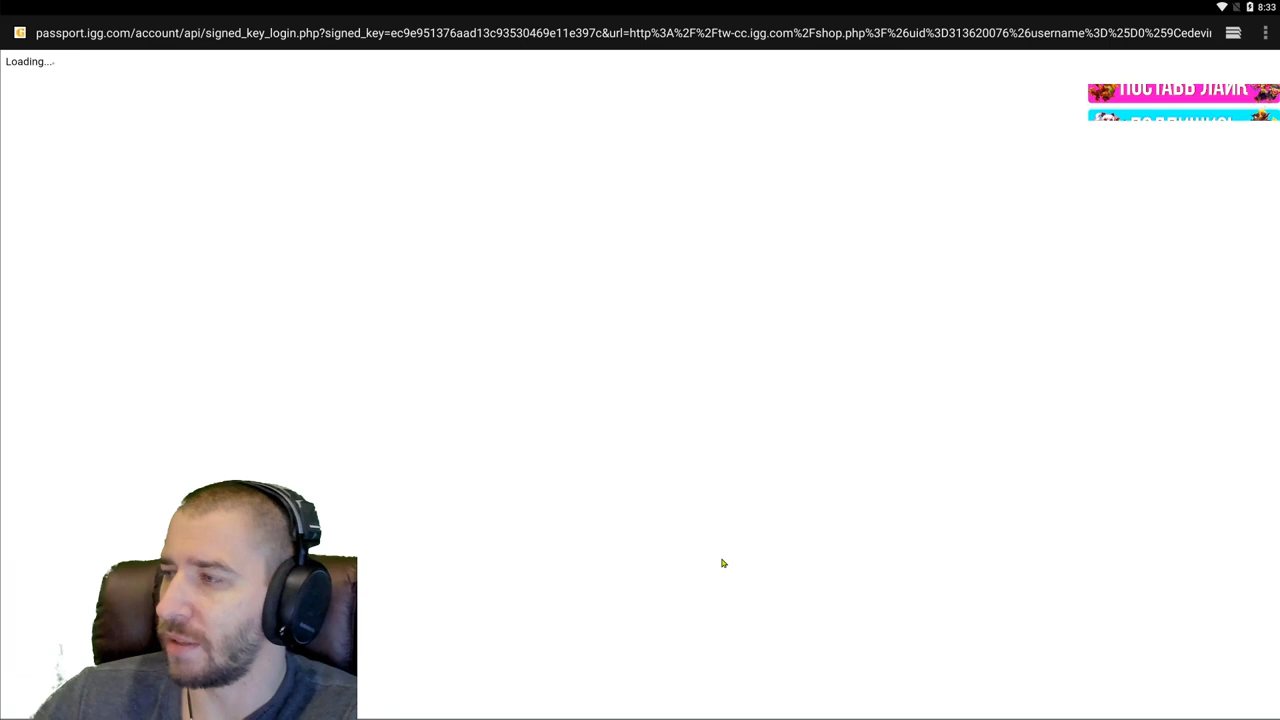 8:33
passport.igg.com/account/api/signed_key_login.php?signed_key=ec9e951376aad13c93530469e11e397c&url=http%3A%2F%2Ftw-cc.igg.com%2Fshop.php%3F%26uid%3D313620076%26username%3D%25D0%259Cedevir
Loading...
ПОСТАВЬ ЛАЙК